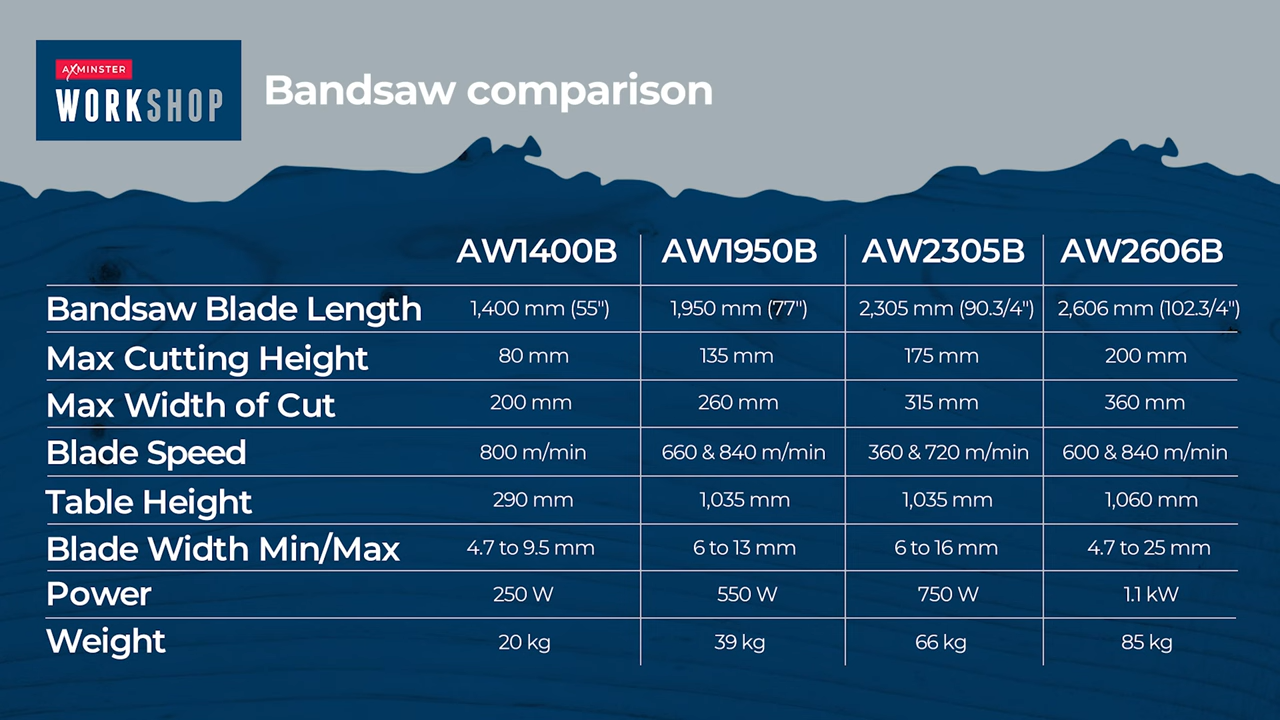 AXMINSTER
WORKSHOP
Bandsaw comparison
AW1400B AW1950B AW2305B AW2606B
Bandsaw Blade Length 1,400 mm (55") 1,950 mm (77") 2,305 mm (90.3/4") 2,606 mm (102.3/4")
Max Cutting Height 80 mm 135 mm 175 mm 200 mm
Max Width of Cut 200 mm 260 mm 315 mm 360 mm
Blade Speed 800 m/min 660 & 840 m/min 360 & 720 m/min 600 & 840 m/min
Table Height 290 mm 1,035 mm 1,035 mm 1,060 mm
Blade Width Min/Max 4.7 to 9.5 mm 6 to 13 mm 6 to 16 mm 4.7 to 25 mm
Power 250 W 550 W 750 W 1.1 kW
Weight 20 kg 39 kg 66 kg 85 kg